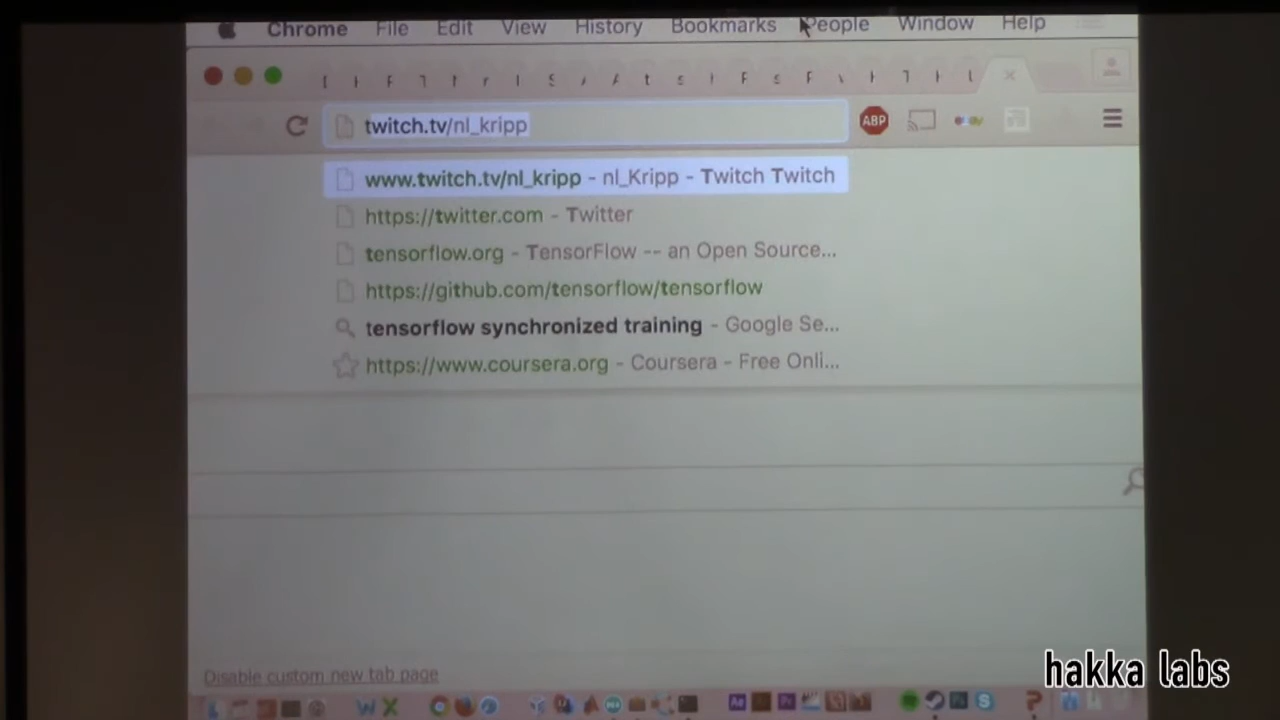 Chrome File Edit View History Bookmarks People Window Help
twitch.tv/nl_kripp
ABP
www.twitch.tv/nl_kripp - nl_Kripp - Twitch Twitch
https://twitter.com - Twitter
tensorflow.org - TensorFlow -- an Open Source...
https://github.com/tensorflow/tensorflow
tensorflow synchronized training - Google Se...
https://www.coursera.org - Coursera - Free Onli...
Disable custom new tab page
hakka labs